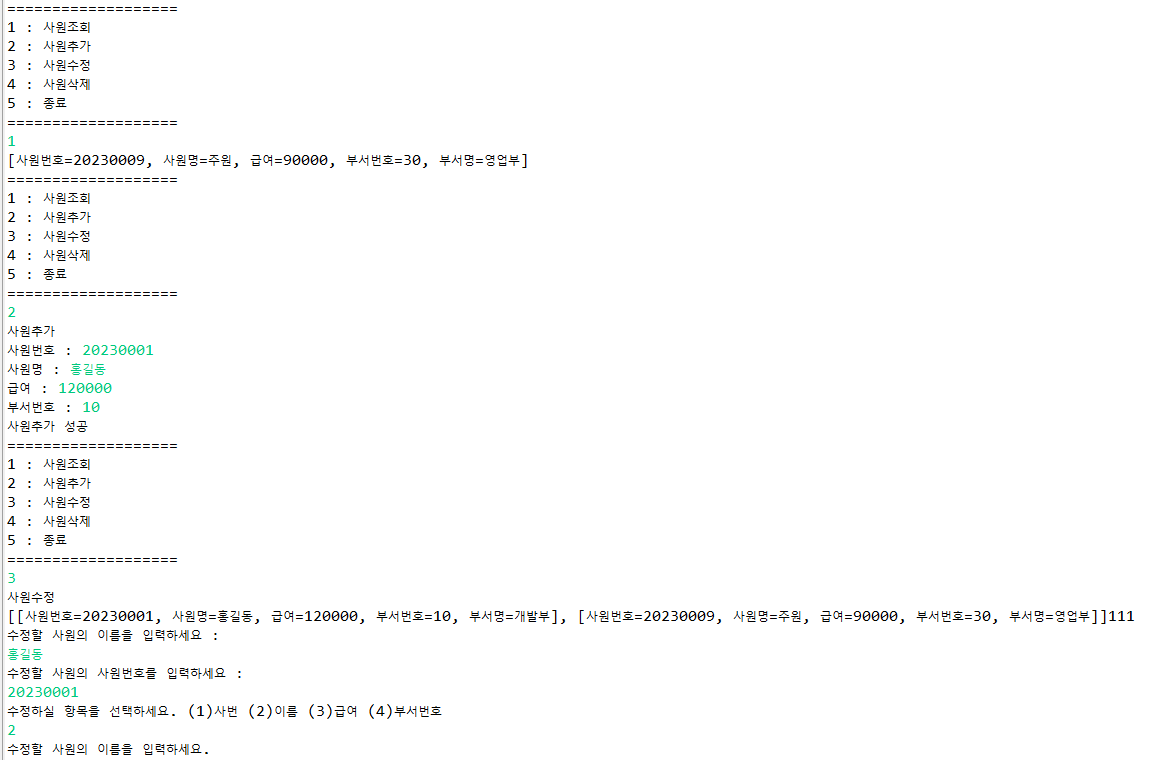 ===================
1 : 사원조회
2 : 사원추가
3 : 사원수정
4 : 사원삭제
5 : 종료
===================
1
[사원번호=20230009, 사원명=주원, 급여=90000, 부서번호=30, 부서명=영업부]
===================
1 : 사원조회
2 : 사원추가
3 : 사원수정
4 : 사원삭제
5 : 종료
===================
2
사원추가
사원번호 : 20230001
사원명 : 홍길동
급여 : 120000
부서번호 : 10
사원추가 성공
===================
1 : 사원조회
2 : 사원추가
3 : 사원수정
4 : 사원삭제
5 : 종료
===================
3
사원수정
[[사원번호=20230001, 사원명=홍길동, 급여=120000, 부서번호=10, 부서명=개발부], [사원번호=20230009, 사원명=주원, 급여=90000, 부서번호=30, 부서명=영업부]]111
수정할 사원의 이름을 입력하세요 :
홍길동
수정할 사원의 사원번호를 입력하세요 :
20230001
수정하실 항목을 선택하세요. (1)사번 (2)이름 (3)급여 (4)부서번호
2
수정할 사원의 이름을 입력하세요.